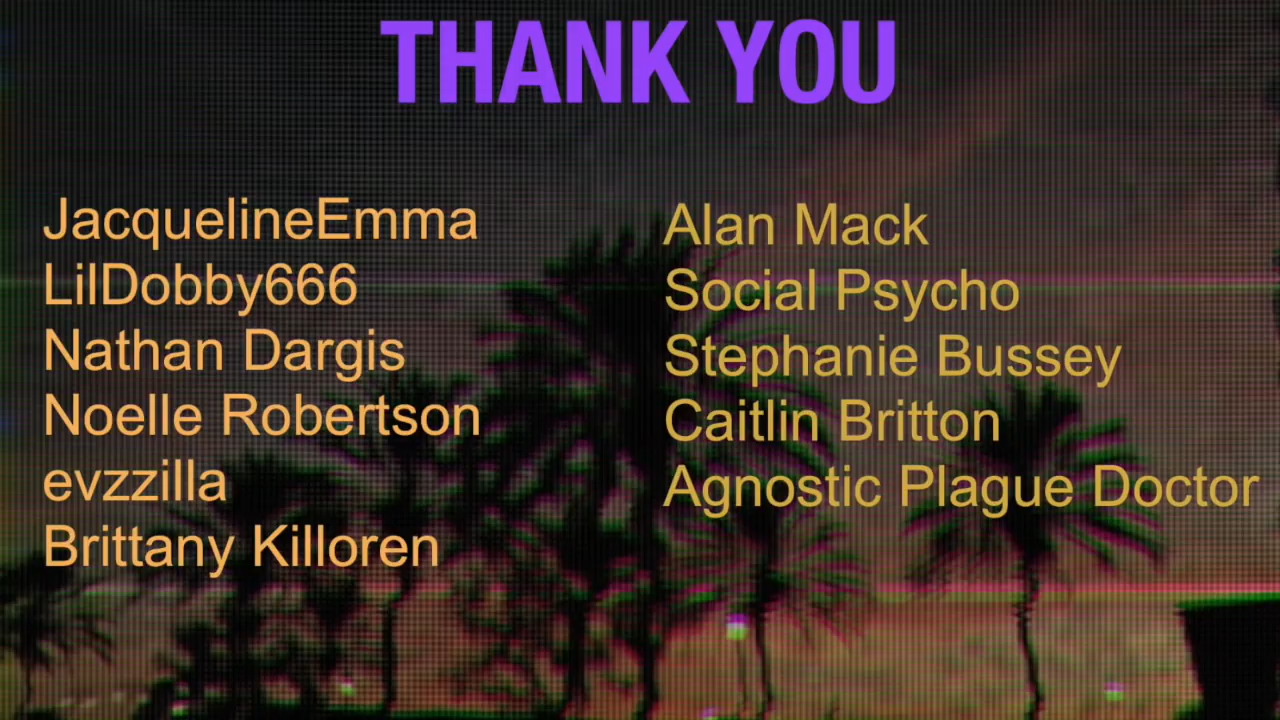 THANK YOU
JacquelineEmma
LilDobby666
Nathan Dargis
Noelle Robertson
evzzilla
Brittany Killoren
Alan Mack
Social Psycho
Stephanie Bussey
Caitlin Britton
Agnostic Plague Doctor